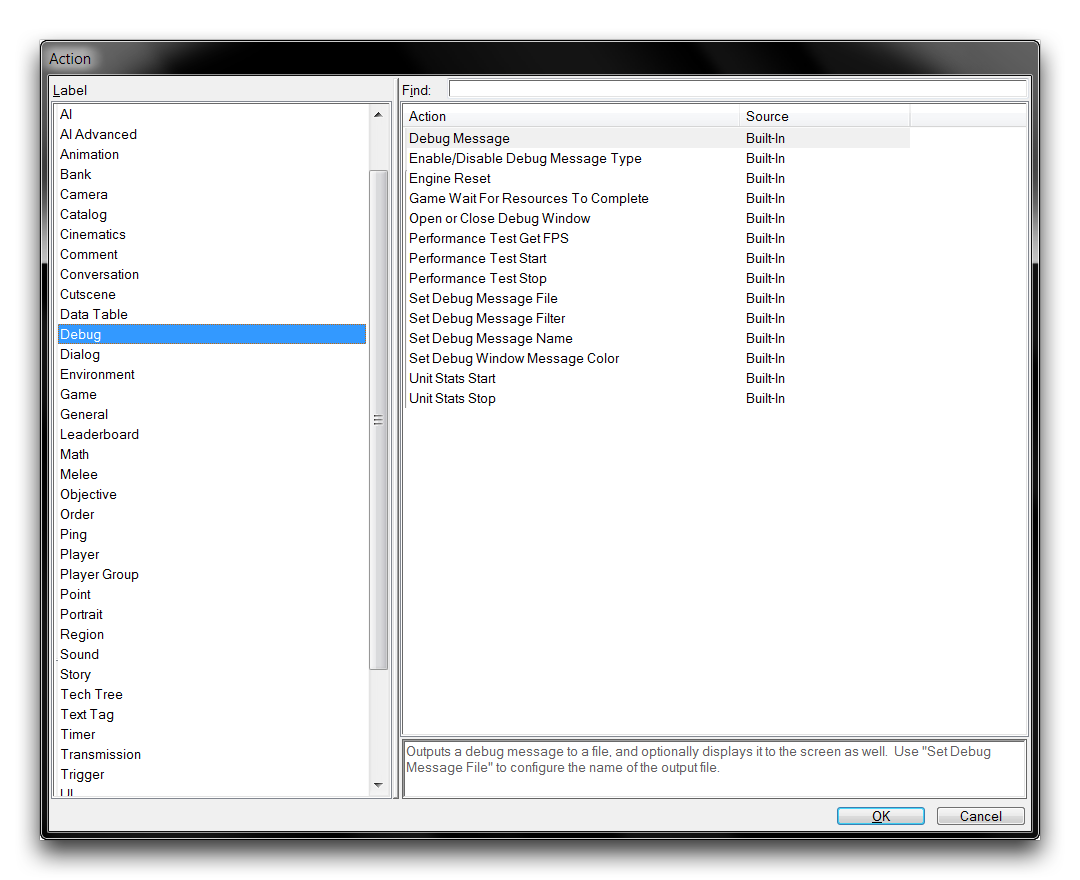 Action
Label
AI
AI Advanced
Animation
Bank
Camera
Catalog
Cinematics
Comment
Conversation
Cutscene
Data Table
Debug
Dialog
Environment
Game
General
Leaderboard
Math
Melee
Objective
Order
Ping
Player
Player Group
Point
Portrait
Region
Sound
Story
Tech Tree
Text Tag
Timer
Transmission
Trigger
UI
Find:
Action Source
Debug Message Built-In
Enable/Disable Debug Message Type Built-In
Engine Reset Built-In
Game Wait For Resources To Complete Built-In
Open or Close Debug Window Built-In
Performance Test Get FPS Built-In
Performance Test Start Built-In
Performance Test Stop Built-In
Set Debug Message File Built-In
Set Debug Message Filter Built-In
Set Debug Message Name Built-In
Set Debug Window Message Color Built-In
Unit Stats Start Built-In
Unit Stats Stop Built-In
Outputs a debug message to a file, and optionally displays it to the screen as well.  Use "Set Debug
Message File" to configure the name of the output file.
OK Cancel